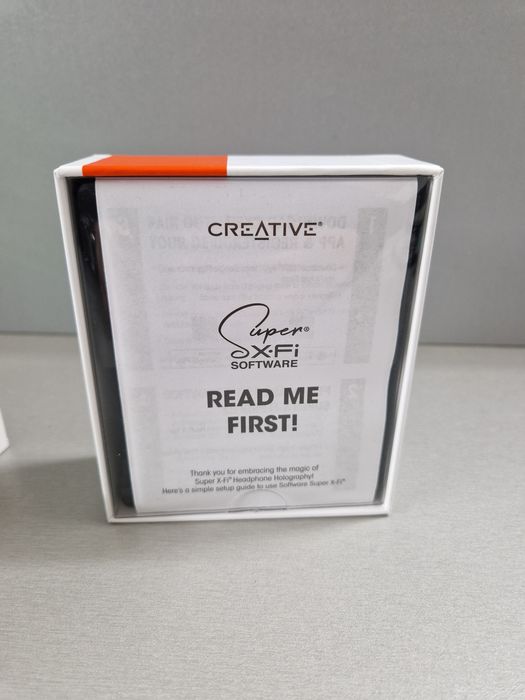 CREATIVE®
Super®
X-Fi
SOFTWARE
READ ME
FIRST!
Thank you for embracing the magic of
Super X-Fi® Headphone Holography!
Here's a simple setup guide to use Software Super X-Fi®